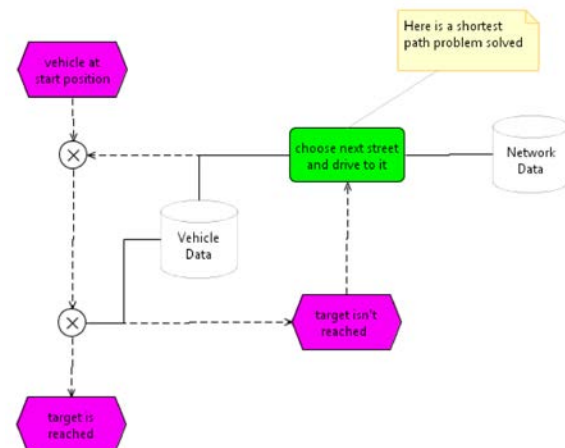 Here is a shortest
path problem solved
vehicle at
start position
choose next street
and drive to it
Network
Data
Vehicle
Data
target isn't
reached
target is
reached